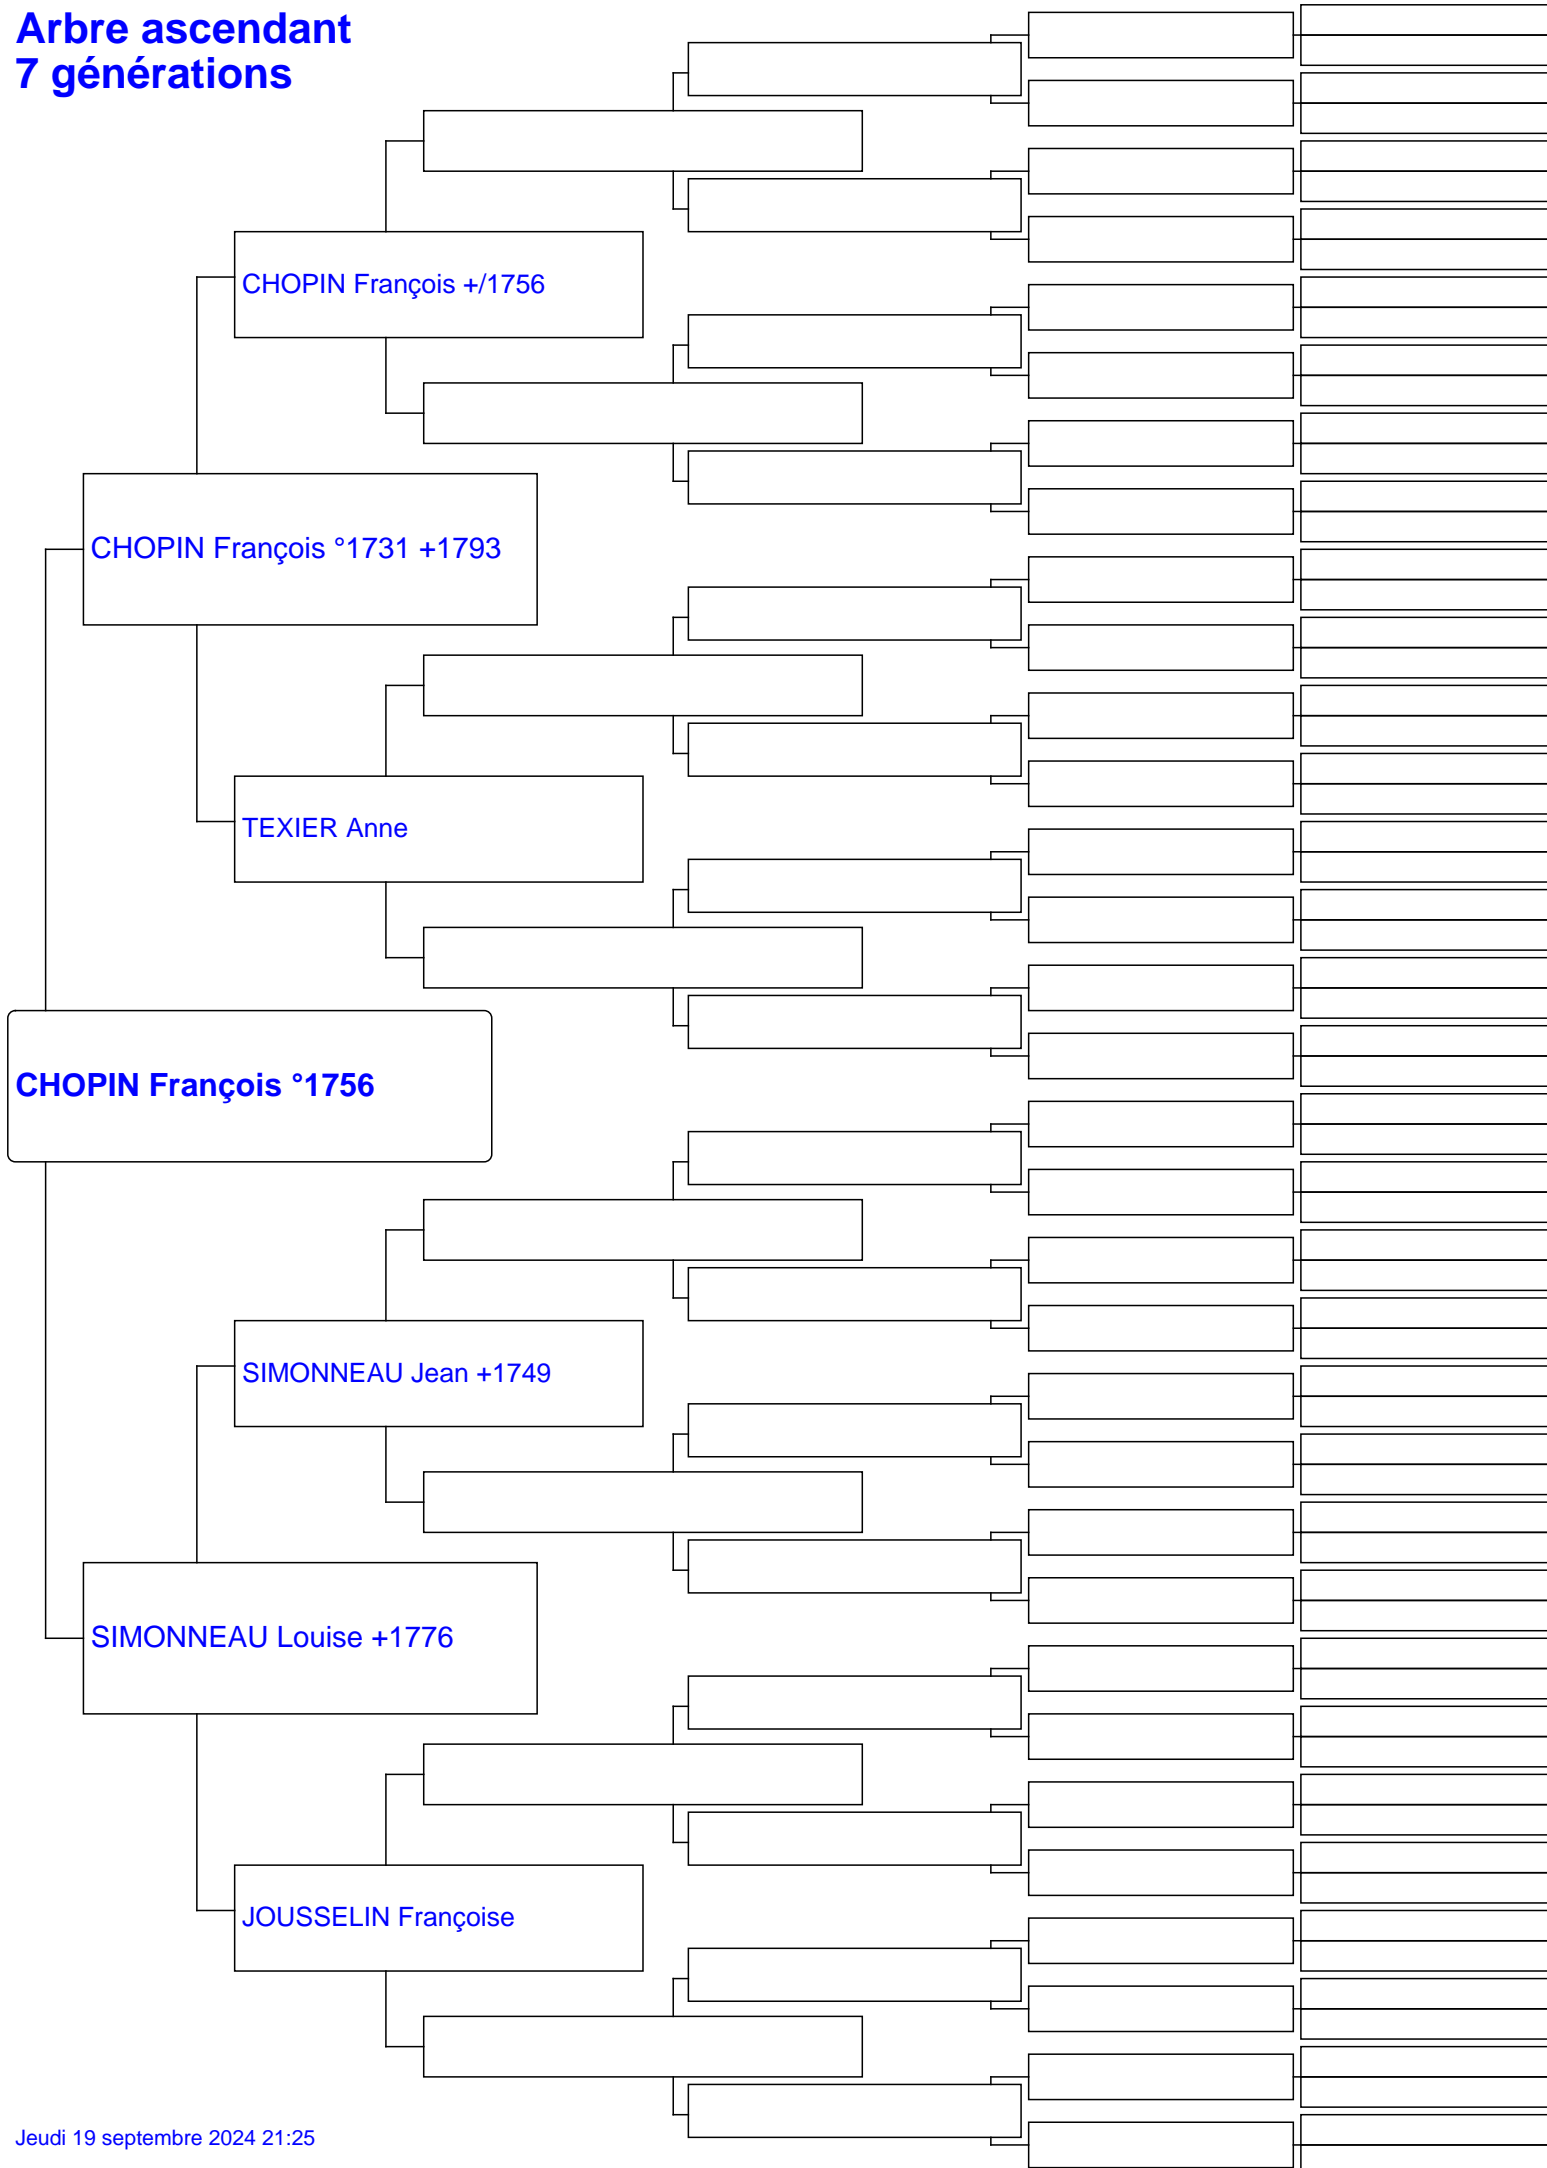 Arbre ascendant
7 générations
CHOPIN François +/1756
CHOPIN François °1731 +1793
TEXIER Anne
CHOPIN François °1756
SIMONNEAU Jean +1749
SIMONNEAU Louise +1776
JOUSSELIN Françoise
Jeudi 19 septembre 2024 21:25